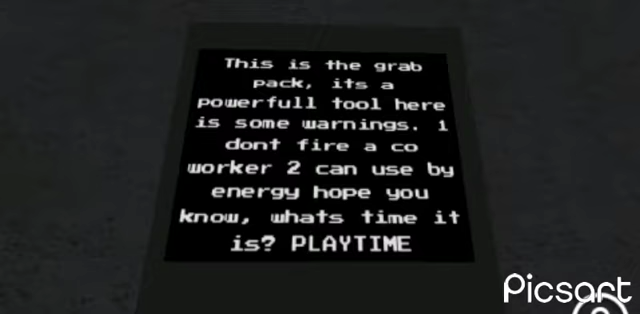 This is the grab
pack, its a
powerfull tool here
is some warnings. 1
dont fire a co
worker 2 can use by
energy hope you
know, whats time it
is? PLAYTIME
Picsart